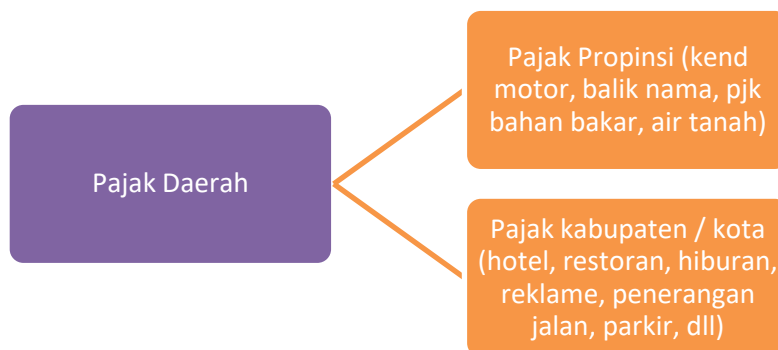 Pajak Daerah
Pajak Propinsi (kend
motor, balik nama, pjk
bahan bakar, air tanah)
Pajak kabupaten / kota
(hotel, restoran, hiburan,
reklame, penerangan
jalan, parkir, dll)